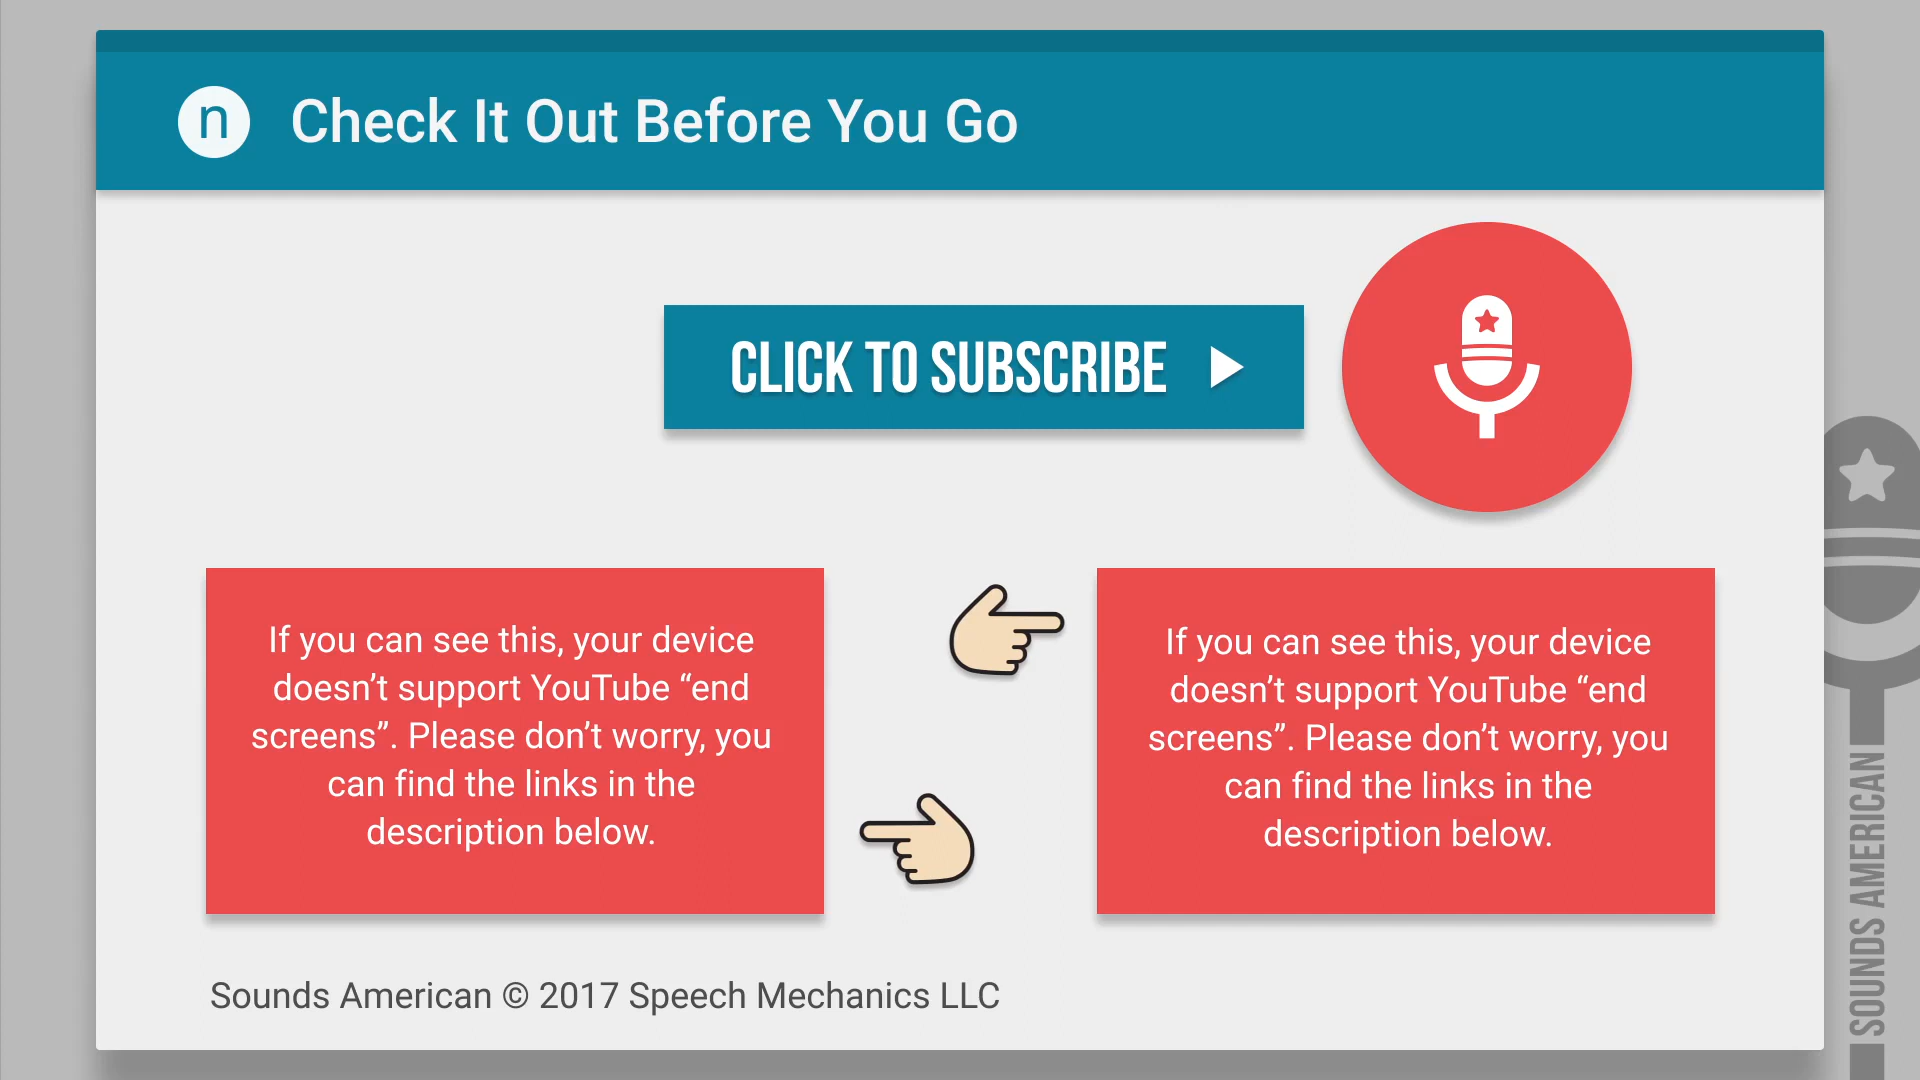 n
Check It Out Before You Go
CLICK TO SUBSCRIBE
If you can see this, your device
doesn’t support YouTube “end
screens”. Please don’t worry, you
can find the links in the
description below.
If you can see this, your device
doesn’t support YouTube “end
screens”. Please don’t worry, you
can find the links in the
description below.
Sounds American © 2017 Speech Mechanics LLC
SOUNDS AMERICAN